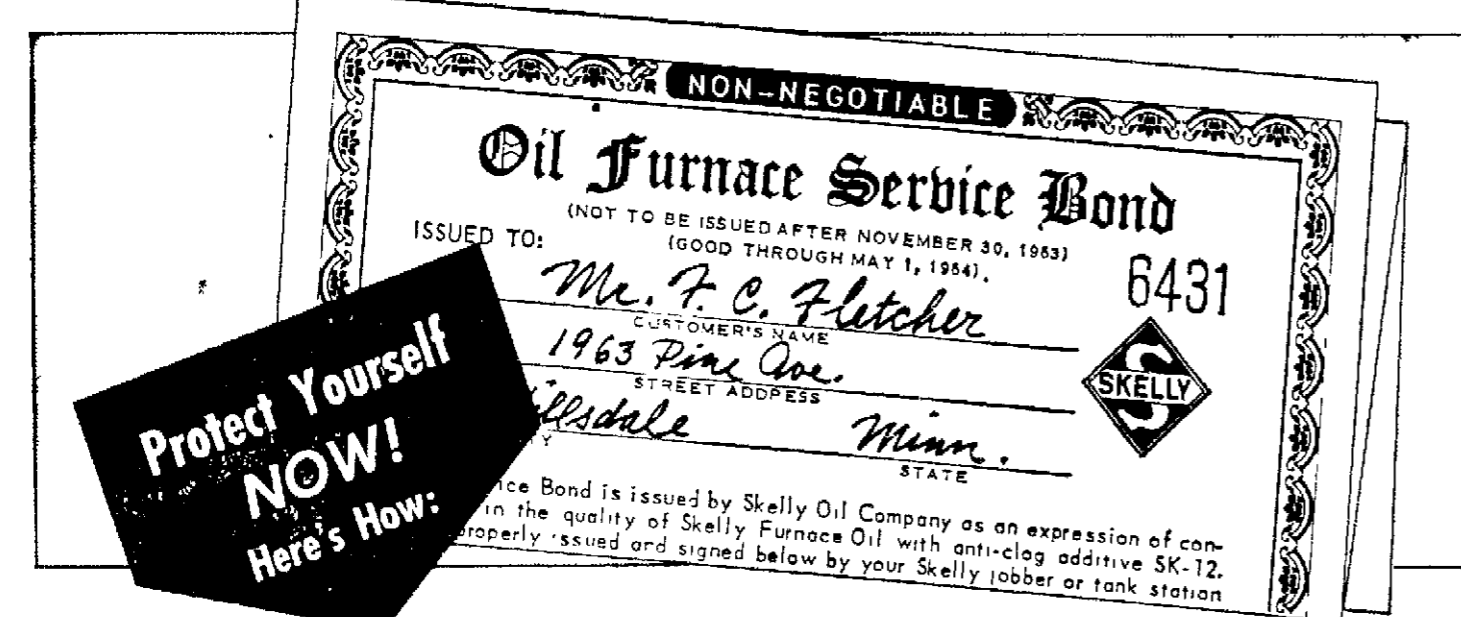 NON-NEGOTIABLE
Oil Furnace Service Bond
(NOT TO BE ISSUED AFTER NOVEMBER 30, 1963)
(GOOD THROUGH MAY 1, 1964).
ISSUED TO:
6431
Mr. F. C. Fletcher
CUSTOMER'S NAME
1963 Pine Ave.
STREET ADDRESS
SKELLY
illsdale Minn.
Y STATE
ice Bond is issued by Skelly Oil Company as an expression of con-
in the quality of Skelly Furnace Oil with anti-clog additive SK-12.
properly issued and signed below by your Skelly jobber or tank station
Protect Yourself
NOW!
Here's How: